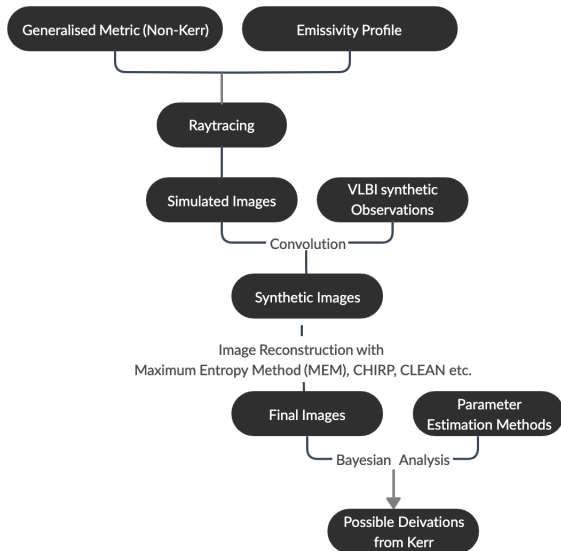 Generalised Metric (Non-Kerr)
Emissivity Profile
Raytracing
Simulated Images
VLBI synthetic
Observations
Convolution
Synthetic Images
Image Reconstruction with
Maximum Entropy Method (MEM), CHIRP, CLEAN etc.
Final Images
Parameter
Estimation Methods
Bayesian Analysis
Possible Deivations
from Kerr